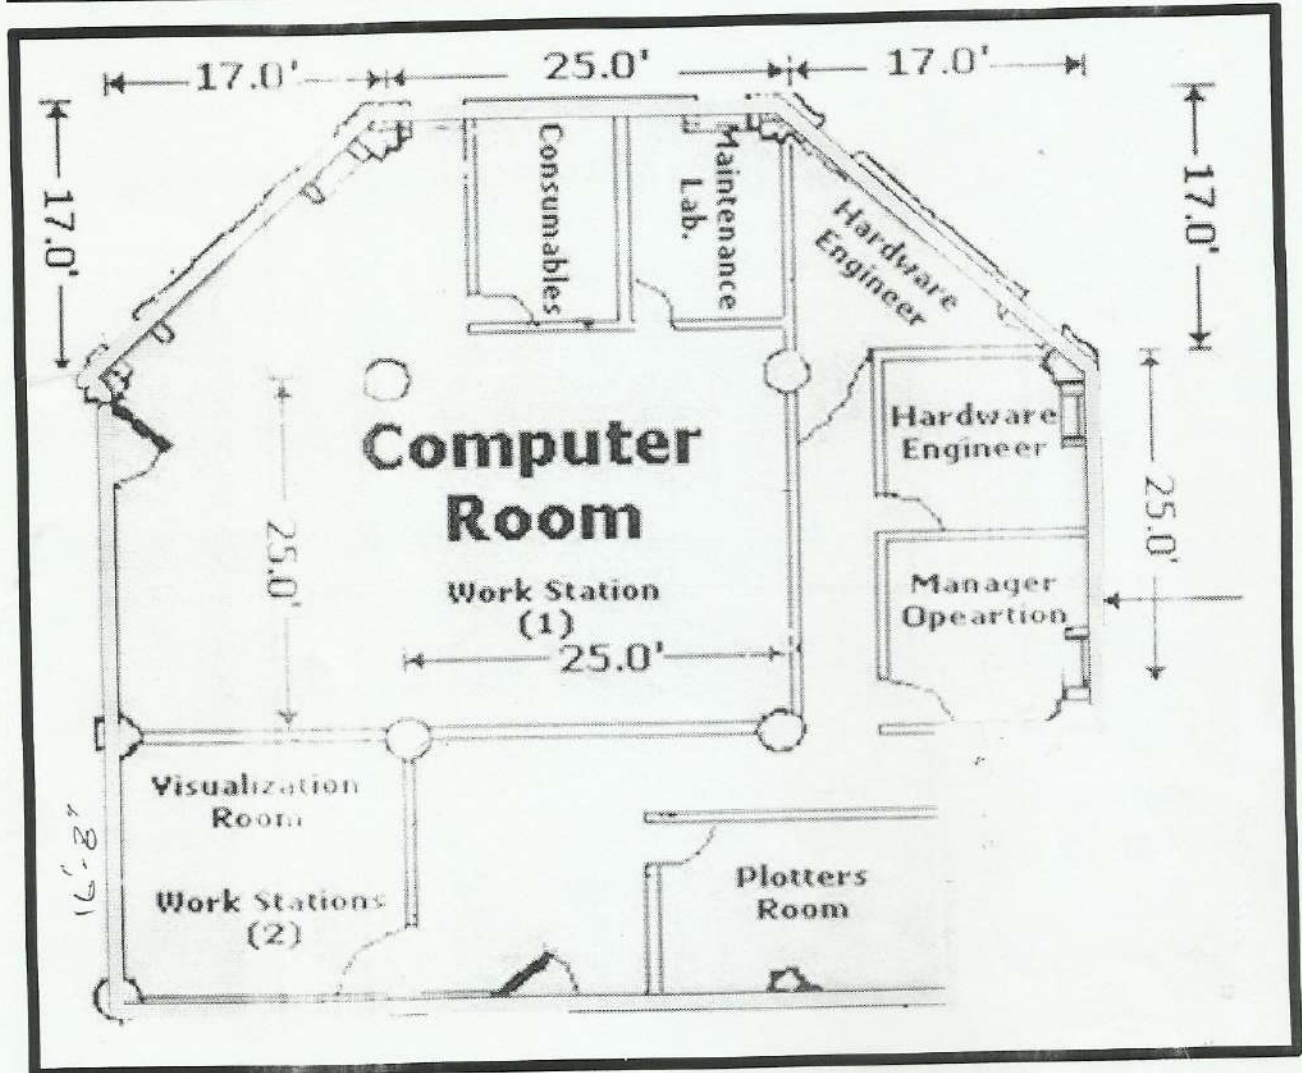 17.0'
25.0'
17.0'
17.0'
17.0'
Consumables
Maintenance
Lab.
Hardware
Engineer
Hardware
Engineer
Computer
Room
25.0'
25.0'
Work Station
(1)
25.0'
Manager
Opeartion
Visualization
Room
16'-8"
Work Stations
(2)
Plotters
Room